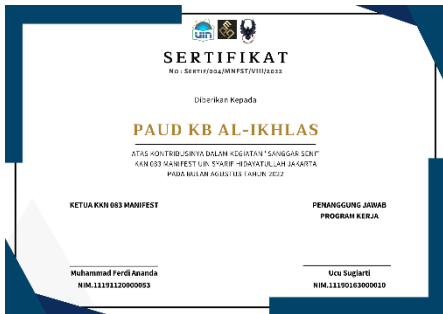 uin
SERTIFIKAT
No : Sertif/004/MNFST/VIII/2022
Diberikan Kepada
PAUD KB AL-IKHLAS
ATAS KONTRIBUSINYA DALAM KEGIATAN "SANGGAR SENI"
KKN 083 MANIFEST UIN SYARIF HIDAYATULLAH JAKARTA
PADA BULAN AGUSTUS TAHUN 2022
KETUA KKN 083 MANIFEST
PENANGGUNG JAWAB
PROGRAM KERJA
Muhammad Ferdi Ananda
NIM.11191120000053
Ucu Sugiarti
NIM.11190163000010